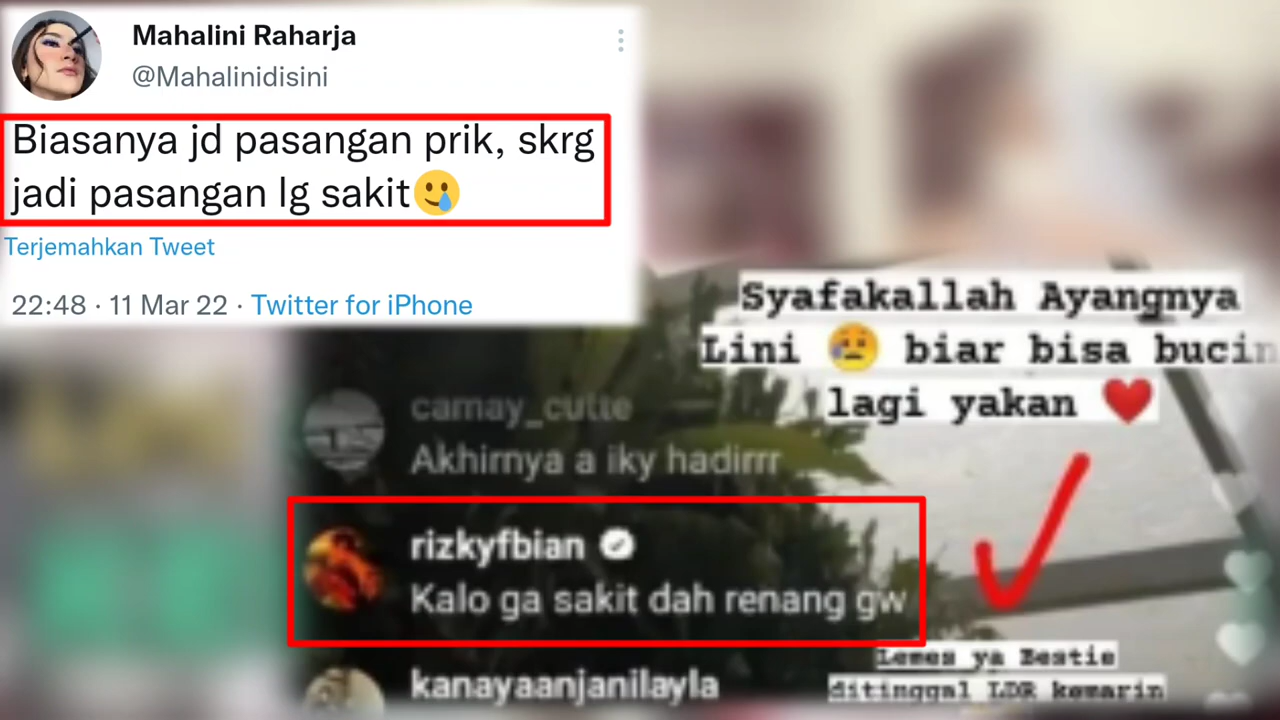 Mahalini Raharja
@Mahalinidisini
Biasanya jd pasangan prik, skrg
jadi pasangan lg sakit🥲
Terjemahkan Tweet
22:48 · 11 Mar 22 · Twitter for iPhone
Syafakallah Ayangnya
Lini 😥 biar bisa bucin
lagi yakan ❤️
camay_cutte
Akhirnya a iky hadirrr
rizkyfbian
Kalo ga sakit dah renang gw
kanayaanjanilayla
Lemes ya Bestie
ditinggal LDR kemarin